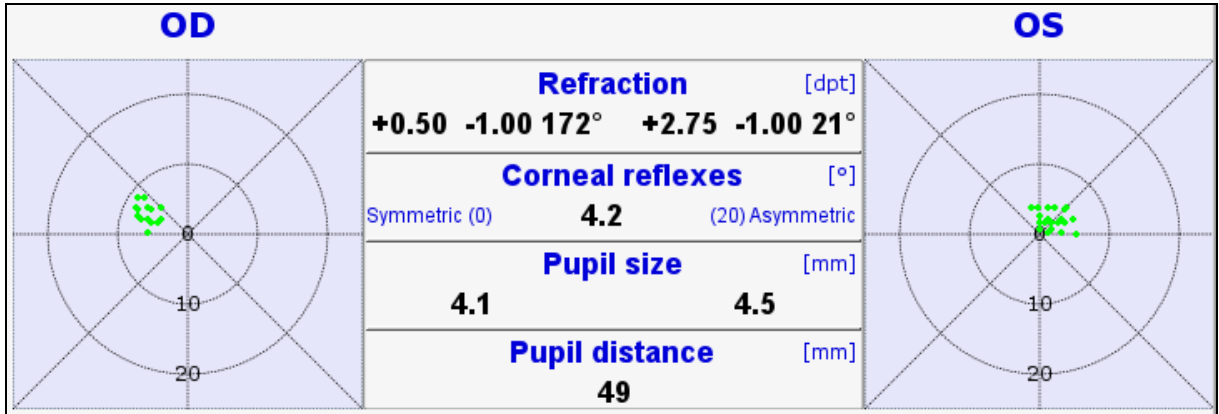 OD OS
Refraction [dpt]
+0.50 -1.00 172° +2.75 -1.00 21°
Corneal reflexes [°]
Symmetric (0) 4.2 (20) Asymmetric
0 0
Pupil size [mm]
4.1 4.5
10 10
Pupil distance [mm]
20 20
49